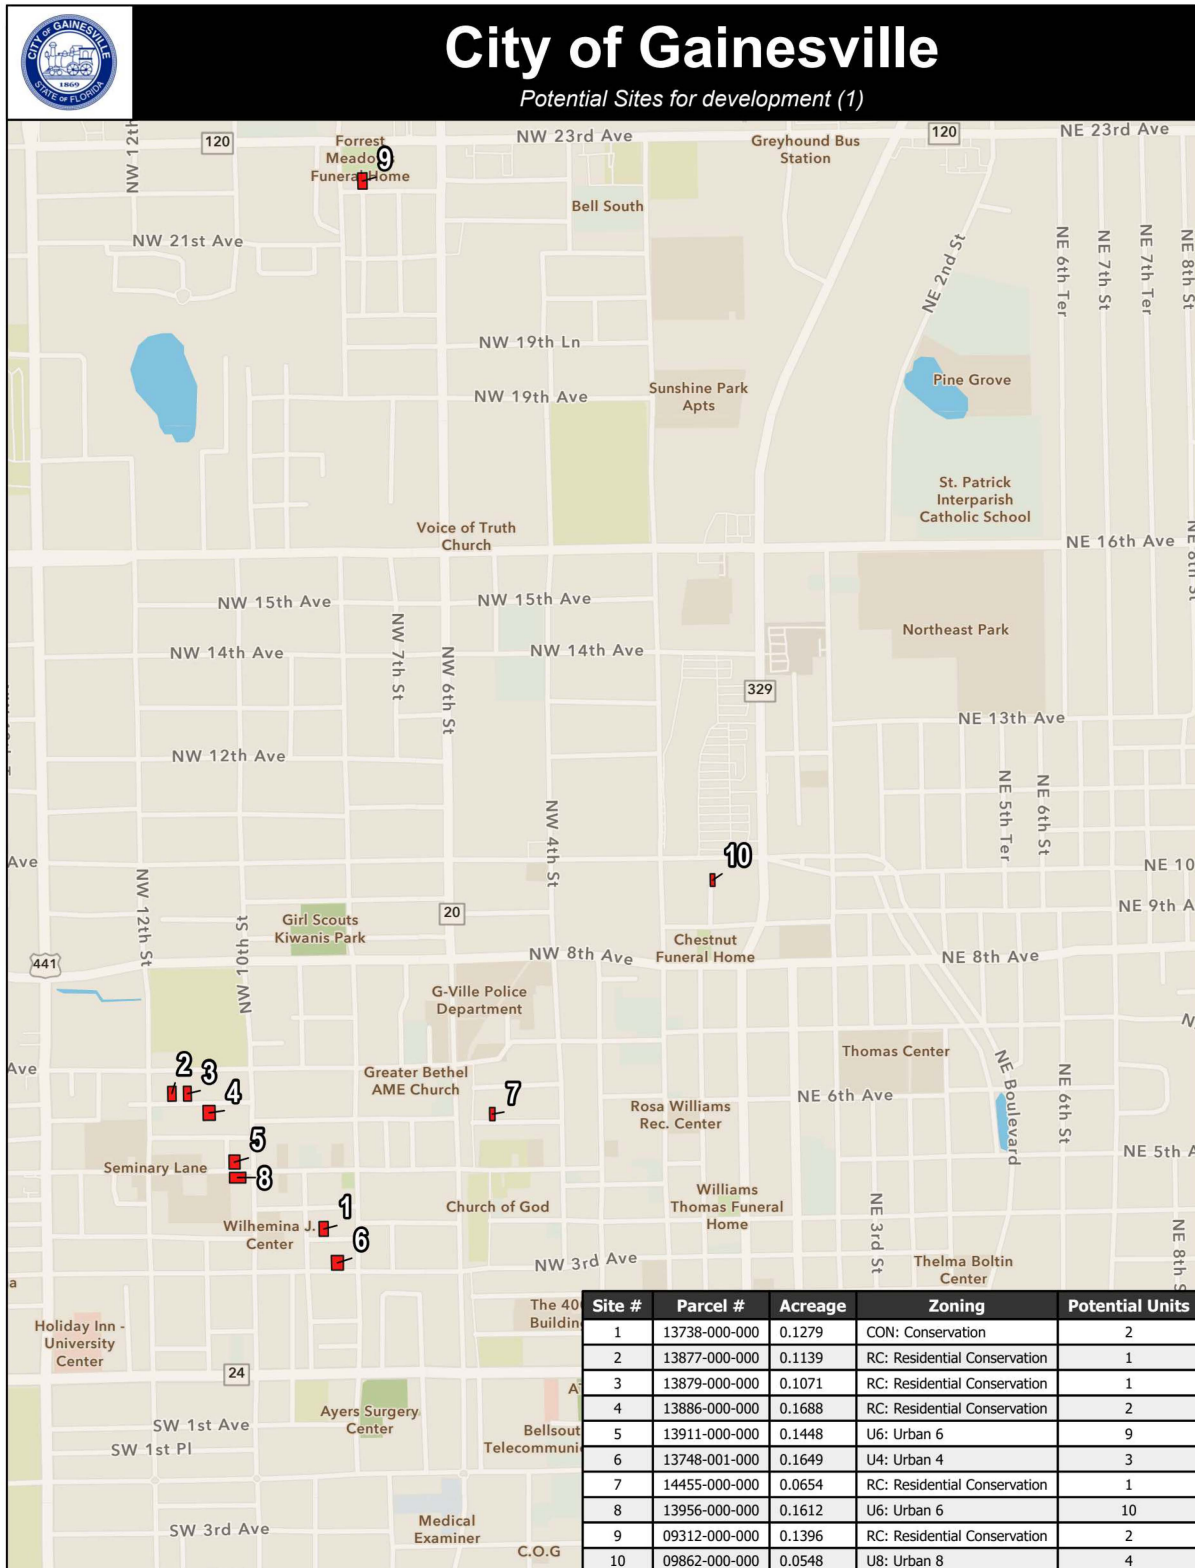 CITY OF GAINESVILLE
1869
STATE OF FLORIDA
City of Gainesville
Potential Sites for development (1)
NW 12th
120
Forrest
Meadows
Funeral Home
9
NW 23rd Ave
Greyhound Bus
Station
120
NE 23rd Ave
Bell South
NW 21st Ave
NE 2nd St
NE 6th Ter
NE 7th St
NE 7th Ter
NE 8th St
NW 19th Ln
NW 19th Ave
Sunshine Park
Apts
Pine Grove
St. Patrick
Interparish
Catholic School
Voice of Truth
Church
NE 16th Ave
NE 8th St
NW 15th Ave
NW 15th Ave
NW 7th St
NW 14th Ave
NW 6th St
NW 14th Ave
Northeast Park
329
NE 13th Ave
NW 12th Ave
NE 5th Ter
NE 6th St
NW 4th St
Ave
10
NE 10
NW 12th St
NE 9th A
Girl Scouts
Kiwanis Park
20
NW 10th St
441
NW 8th Ave
Chestnut
Funeral Home
NE 8th Ave
G-Ville Police
Department
N
Ave
2
3
4
Greater Bethel
AME Church
7
Thomas Center
NE Boulevard
NE 6th St
Rosa Williams
Rec. Center
NE 6th Ave
5
Seminary Lane
8
NE 5th A
Church of God
Williams
Thomas Funeral
Home
NE 3rd St
NE 8th S
1
Wilhemina J.
Center
6
NW 3rd Ave
Thelma Boltin
Center
a
Holiday Inn -
University
Center
The 40
Building
24
AT
Ayers Surgery
Center
SW 1st Ave
SW 1st Pl
Bellsout
Telecommuni
SW 3rd Ave
Medical
Examiner
C.O.G
Site # Parcel # Acreage Zoning Potential Units
1 13738-000-000 0.1279 CON: Conservation 2
2 13877-000-000 0.1139 RC: Residential Conservation 1
3 13879-000-000 0.1071 RC: Residential Conservation 1
4 13886-000-000 0.1688 RC: Residential Conservation 2
5 13911-000-000 0.1448 U6: Urban 6 9
6 13748-001-000 0.1649 U4: Urban 4 3
7 14455-000-000 0.0654 RC: Residential Conservation 1
8 13956-000-000 0.1612 U6: Urban 6 10
9 09312-000-000 0.1396 RC: Residential Conservation 2
10 09862-000-000 0.0548 U8: Urban 8 4